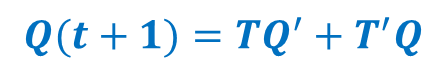 Q(t + 1) = TQ′ + T′Q